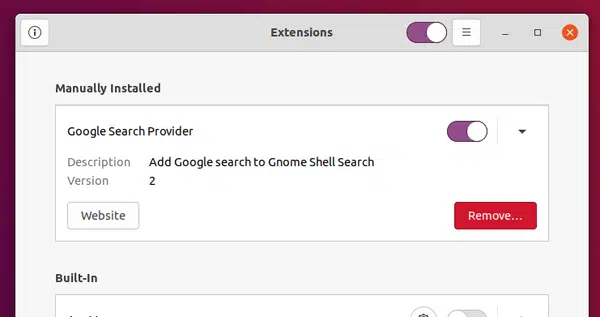 Extensions
Manually Installed
Google Search Provider
Description Add Google search to Gnome Shell Search
Version 2
Website Remove...
Built-In